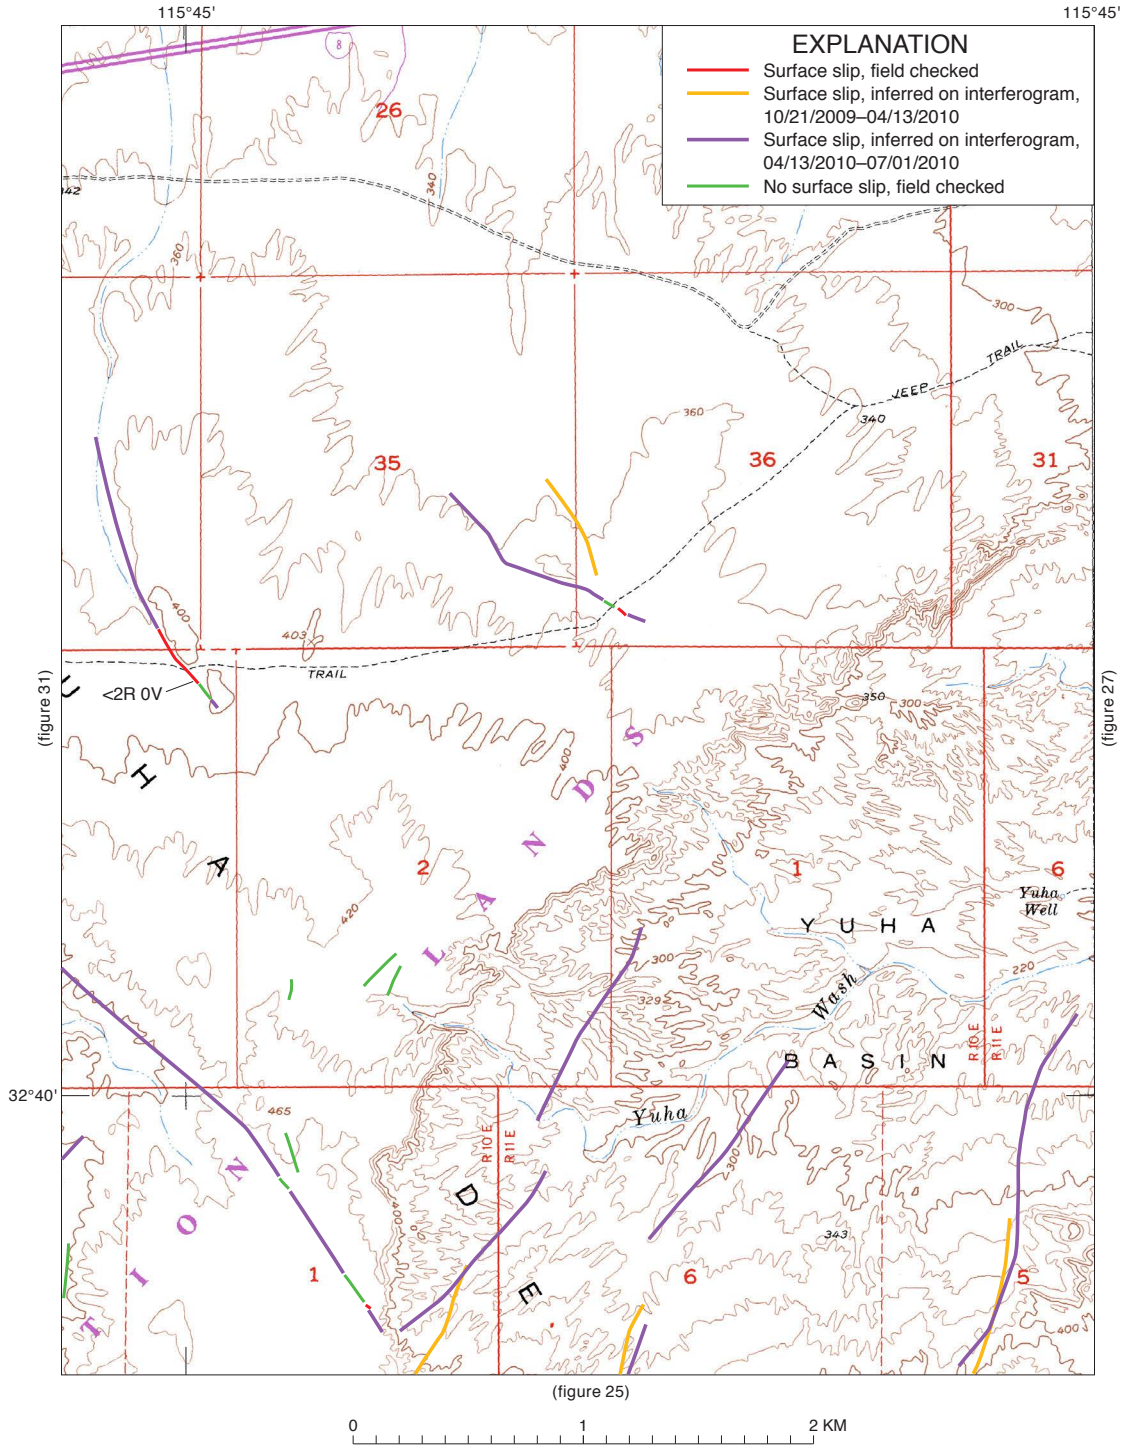 115°45'
115°45'
EXPLANATION
Surface slip, field checked
Surface slip, inferred on interferogram,
10/21/2009–04/13/2010
Surface slip, inferred on interferogram,
04/13/2010–07/01/2010
No surface slip, field checked
8
26
342
340
360
300
JEEP
TRAIL
340
360
35
36
31
400
403
TRAIL
<2R 0V
(figure 31)
(figure 27)
U
H
A
350
300
400
S
D
N
A
L
2
1
6
420
Yuha
Well
YUHA
300
329
220
Wash
R10E
R11E
BASIN
32°40'
465
Yuha
R10E
R11E
300
N
O
I
T
D
E
400
343
1
6
5
400
(figure 25)
0 1 2 KM